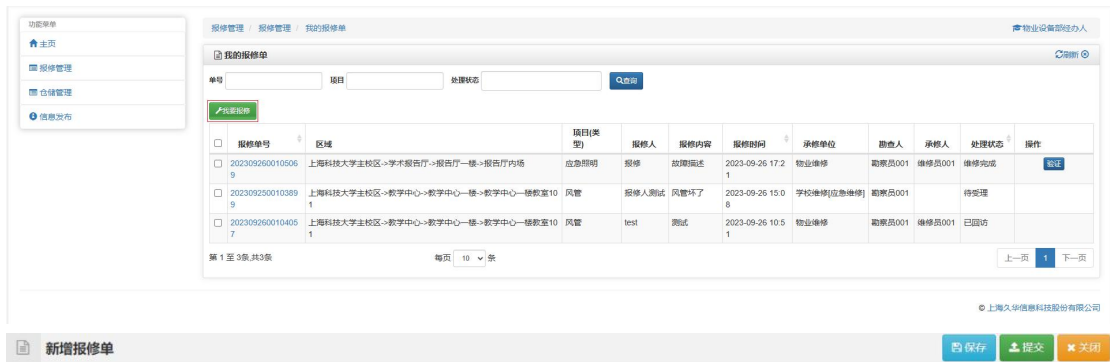 功能菜单
主页
报修管理
仓储管理
信息发布
报修管理 / 报修管理 / 我的报修单
物业设备部经办人
我的报修单
刷新
单号 项目 处理状态 查询
我要报修
报修单号 区域 项目(类型) 报修人 报修内容 报修时间 承修单位 勘查人 承修人 处理状态 操作
2023092600105069 上海科技大学主校区->学术报告厅->报告厅一楼->报告厅内场 应急照明 报修 故障描述 2023-09-26 17:21 物业维修 勘察员001 维修员001 维修完成 验证
2023092500103899 上海科技大学主校区->教学中心->教学中心一楼->教学中心一楼教室101 风管 报修人测试 风管坏了 2023-09-26 15:08 学校维修[应急维修] 勘察员001 待受理
2023092600104057 上海科技大学主校区->教学中心->教学中心一楼->教学中心一楼教室101 风管 test 测试 2023-09-26 10:51 物业维修 勘察员001 维修员001 已回访
第 1 至 3条,共3条 每页 10 条 上一页 1 下一页
© 上海久华信息科技股份有限公司
新增报修单 保存 提交 关闭